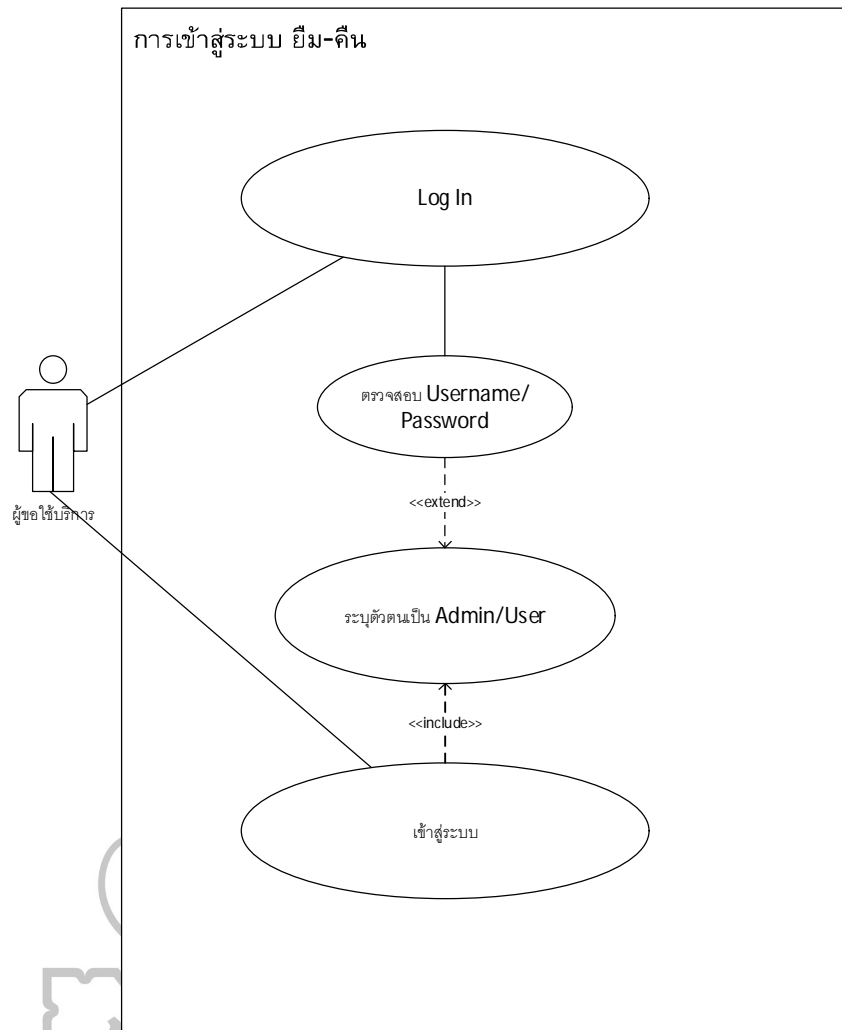 การเข้าสู่ระบบ ยืม-คืน
Log In
ตรวจสอบ Username/
Password
<<extend>>
ผู้ขอใช้บริการ
ระบุตัวตนเป็น Admin/User
<<include>>
เข้าสู่ระบบ